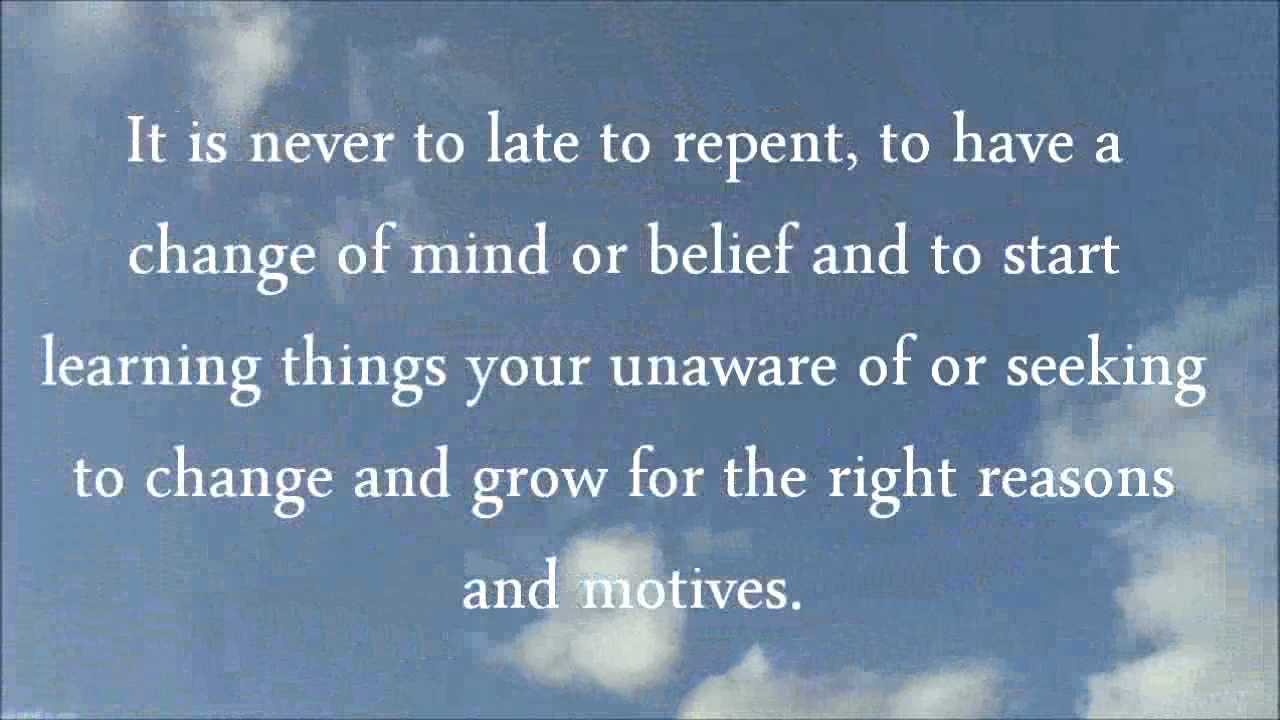 It is never to late to repent, to have a
change of mind or belief and to start
learning things your unaware of or seeking
to change and grow for the right reasons
and motives.